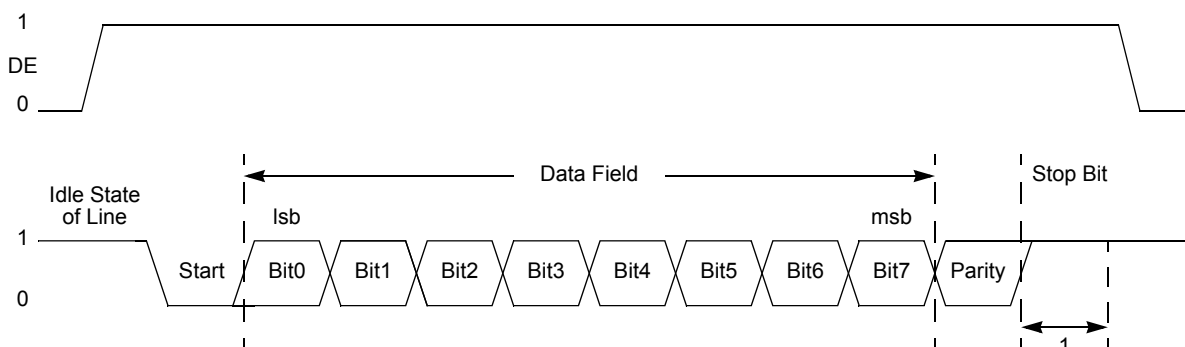 1
DE
0
Data Field
Stop Bit
Idle State
of Line
lsb
msb
1
Start
Bit0
Bit1
Bit2
Bit3
Bit4
Bit5
Bit6
Bit7
Parity
0
1